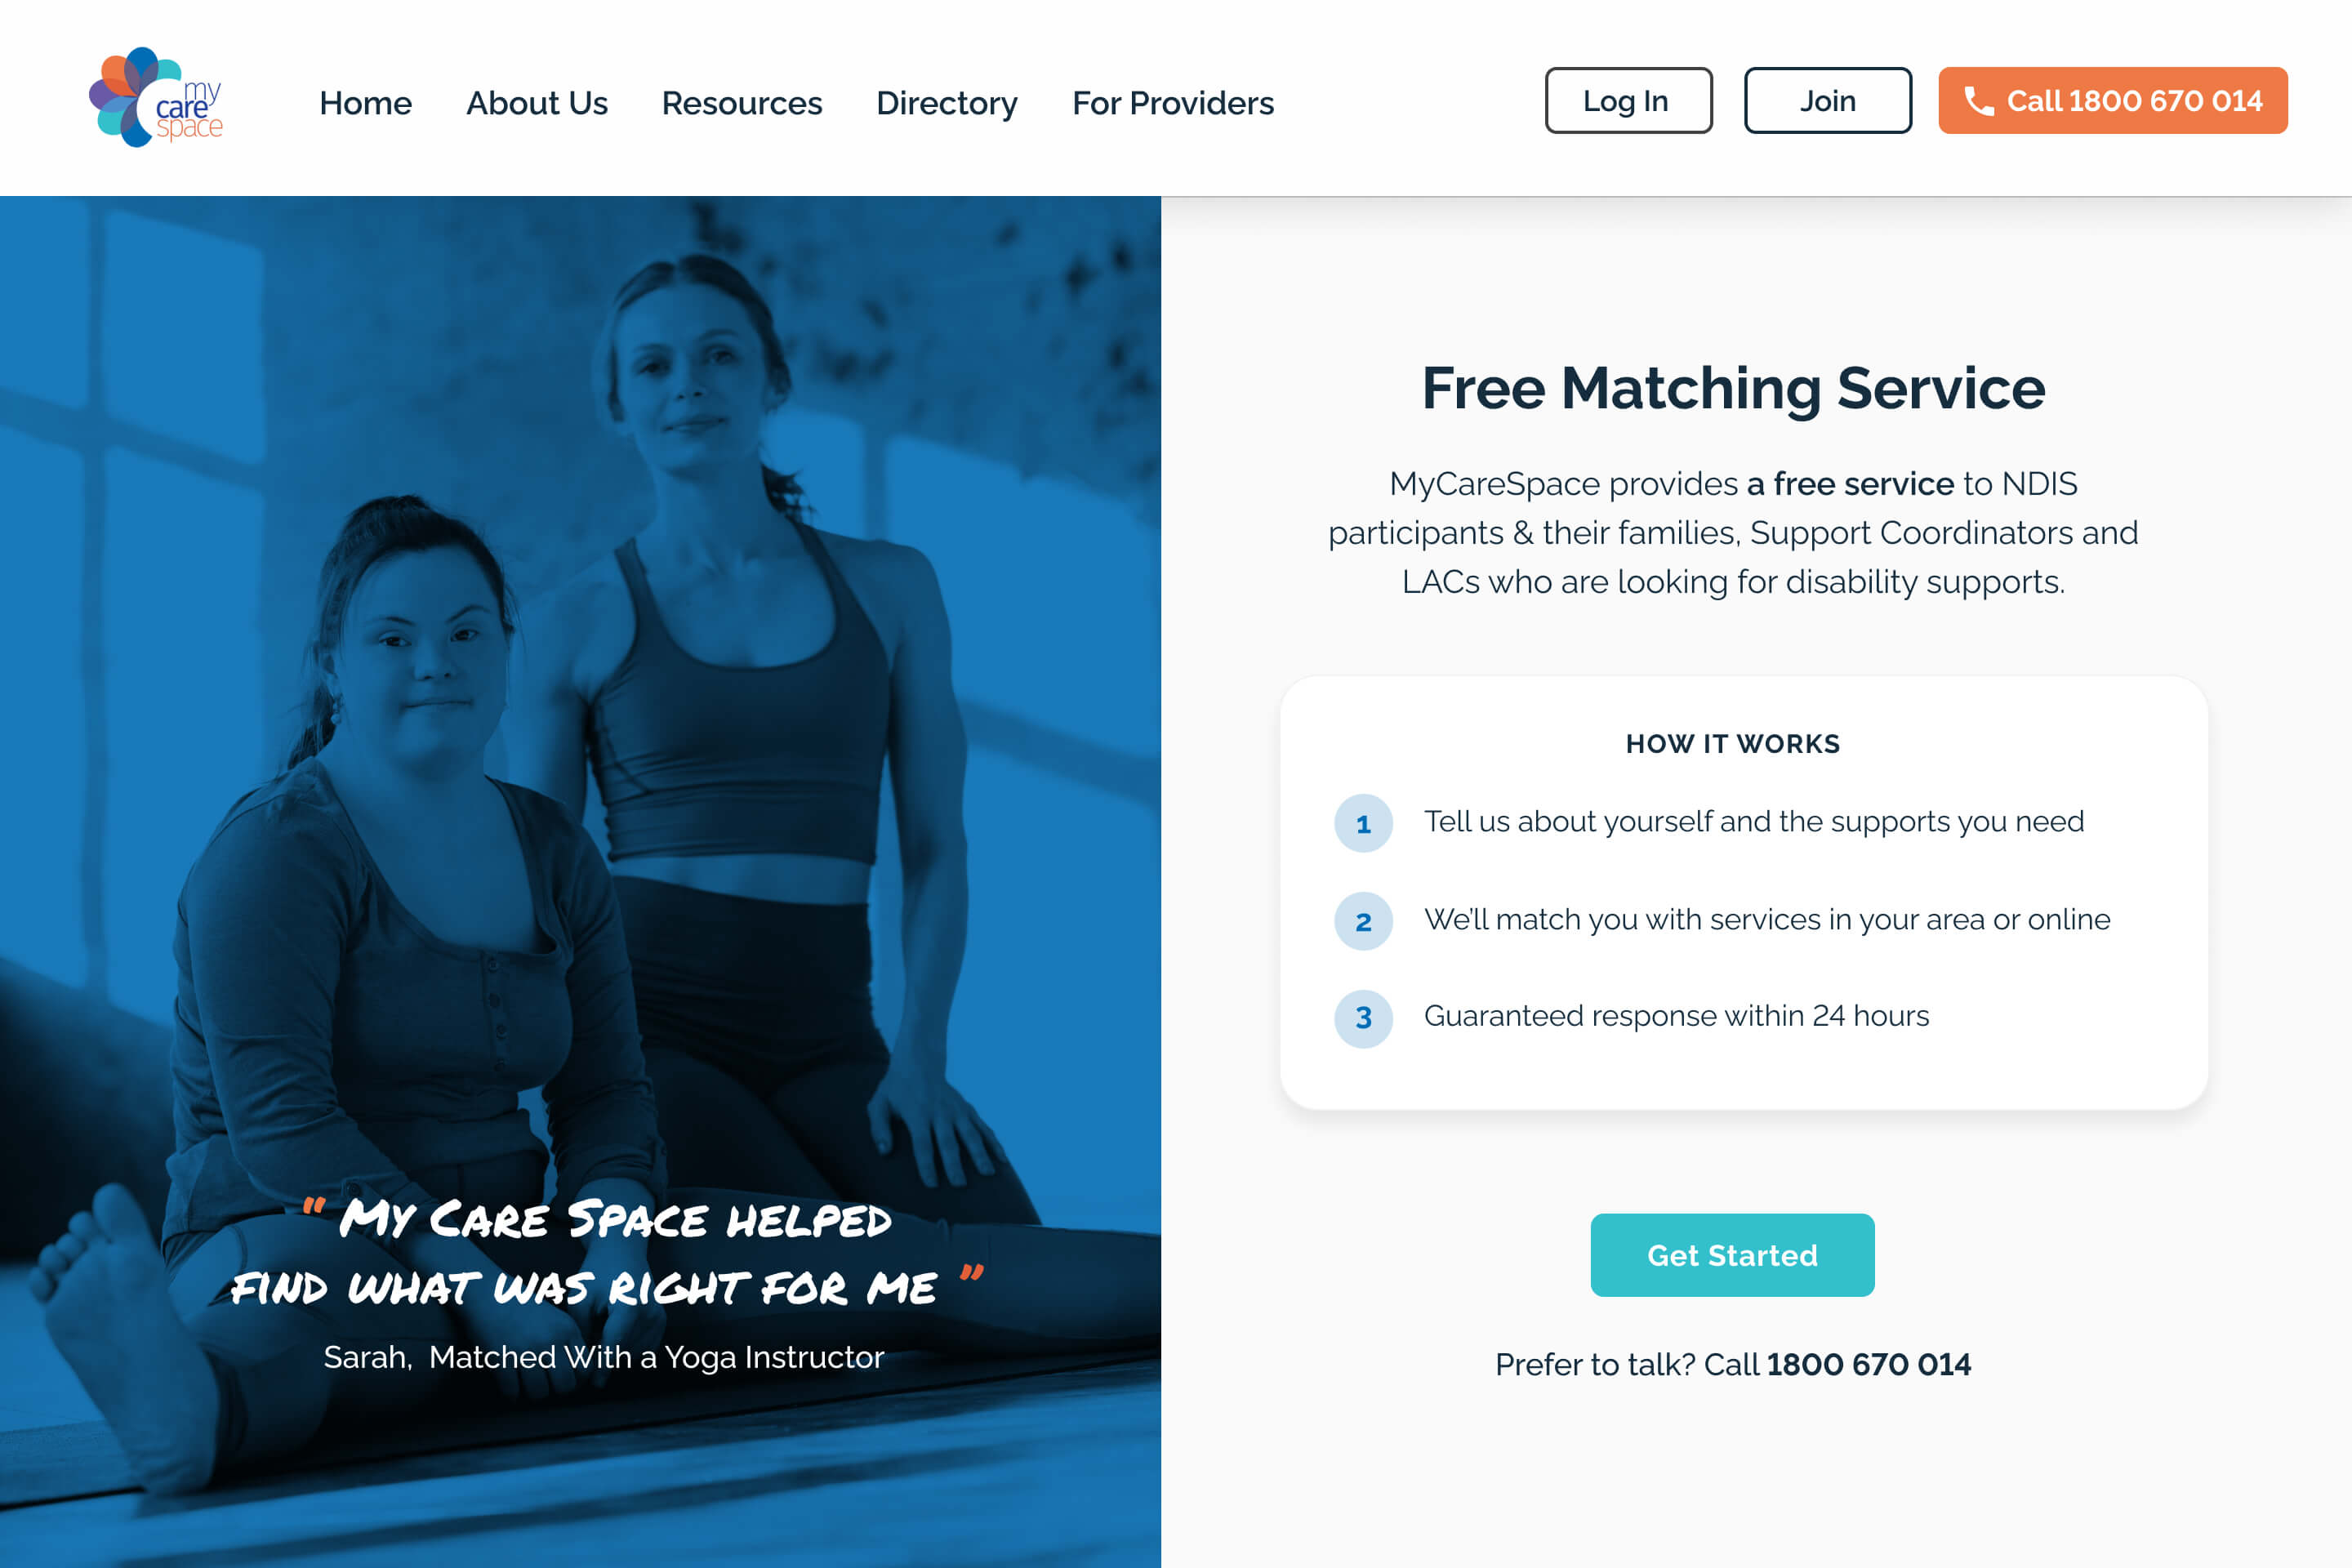 my
care
space
Home
About Us
Resources
Directory
For Providers
Log In
Join
Call 1800 670 014
" My Care Space helped
find what was right for me "
Sarah, Matched With a Yoga Instructor
Free Matching Service
MyCareSpace provides a free service to NDIS
participants & their families, Support Coordinators and
LACs who are looking for disability supports.
HOW IT WORKS
1 Tell us about yourself and the supports you need
2 We'll match you with services in your area or online
3 Guaranteed response within 24 hours
Get Started
Prefer to talk? Call 1800 670 014